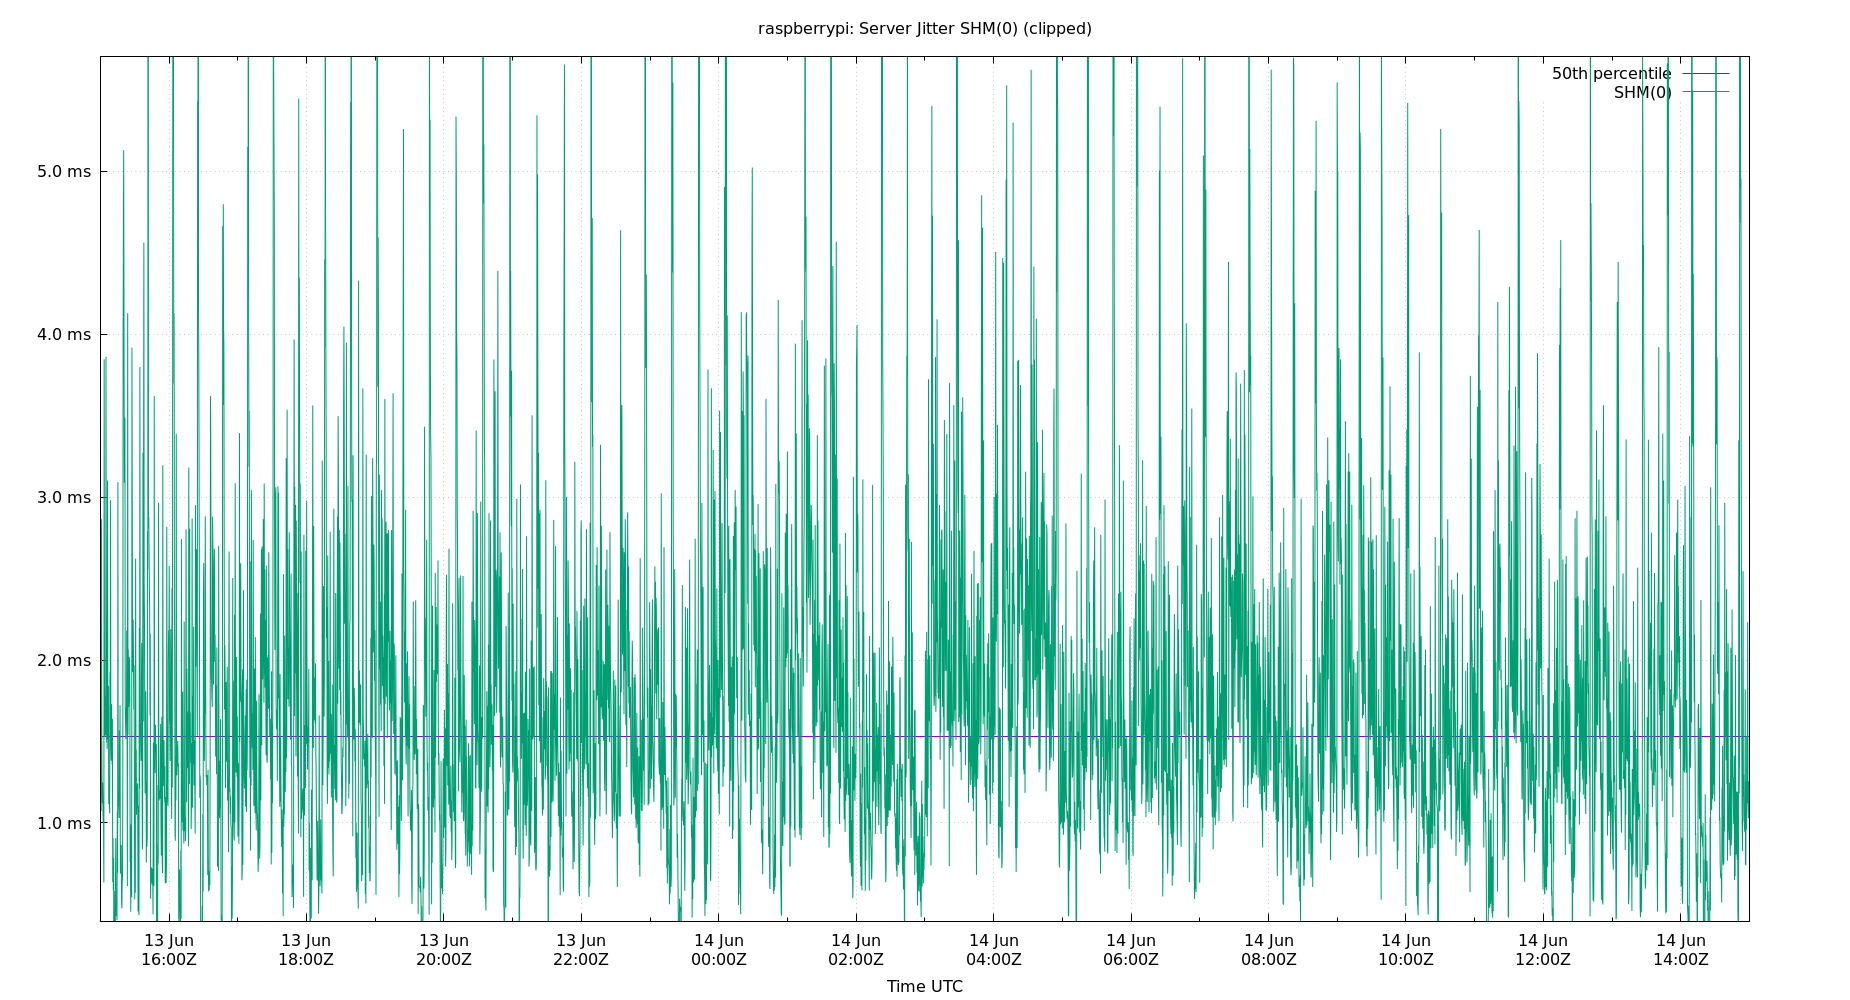 raspberrypi: Server Jitter SHM(0) (clipped)
50th percentile
SHM(0)
5.0 ms
4.0 ms
3.0 ms
2.0 ms
1.0 ms
13 Jun 13 Jun 13 Jun 13 Jun 14 Jun 14 Jun 14 Jun 14 Jun 14 Jun 14 Jun 14 Jun 14 Jun
16:00Z 18:00Z 20:00Z 22:00Z 00:00Z 02:00Z 04:00Z 06:00Z 08:00Z 10:00Z 12:00Z 14:00Z
Time UTC